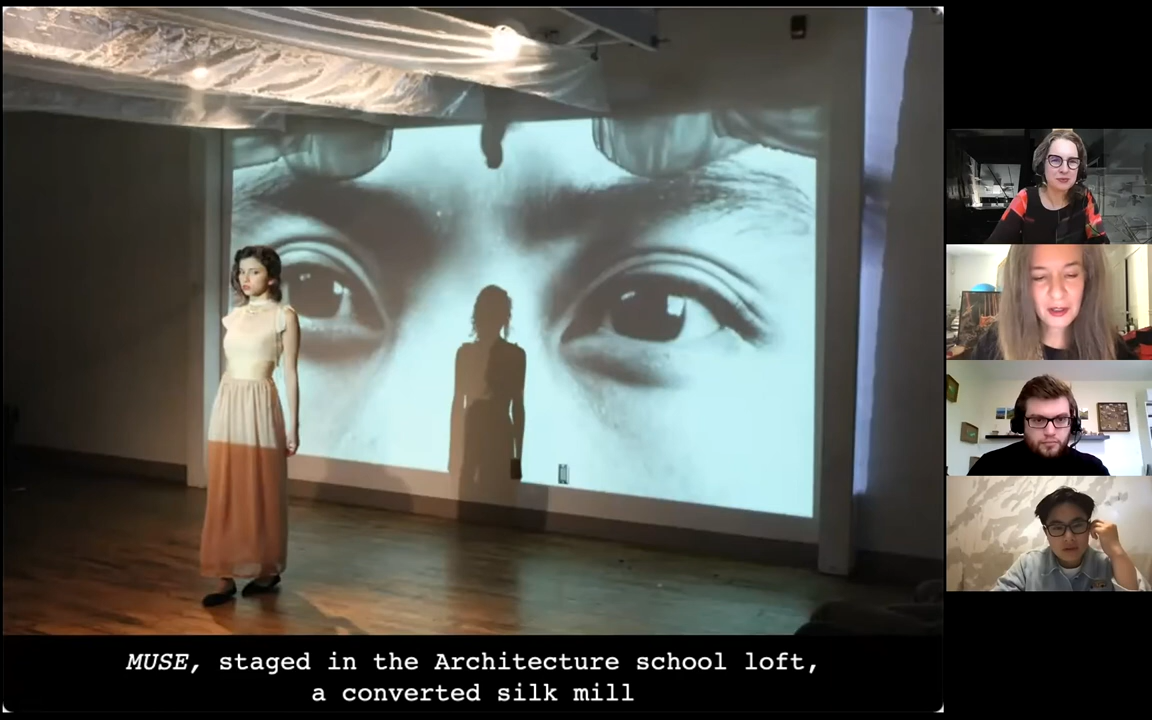 MUSE, staged in the Architecture school loft,
a converted silk mill